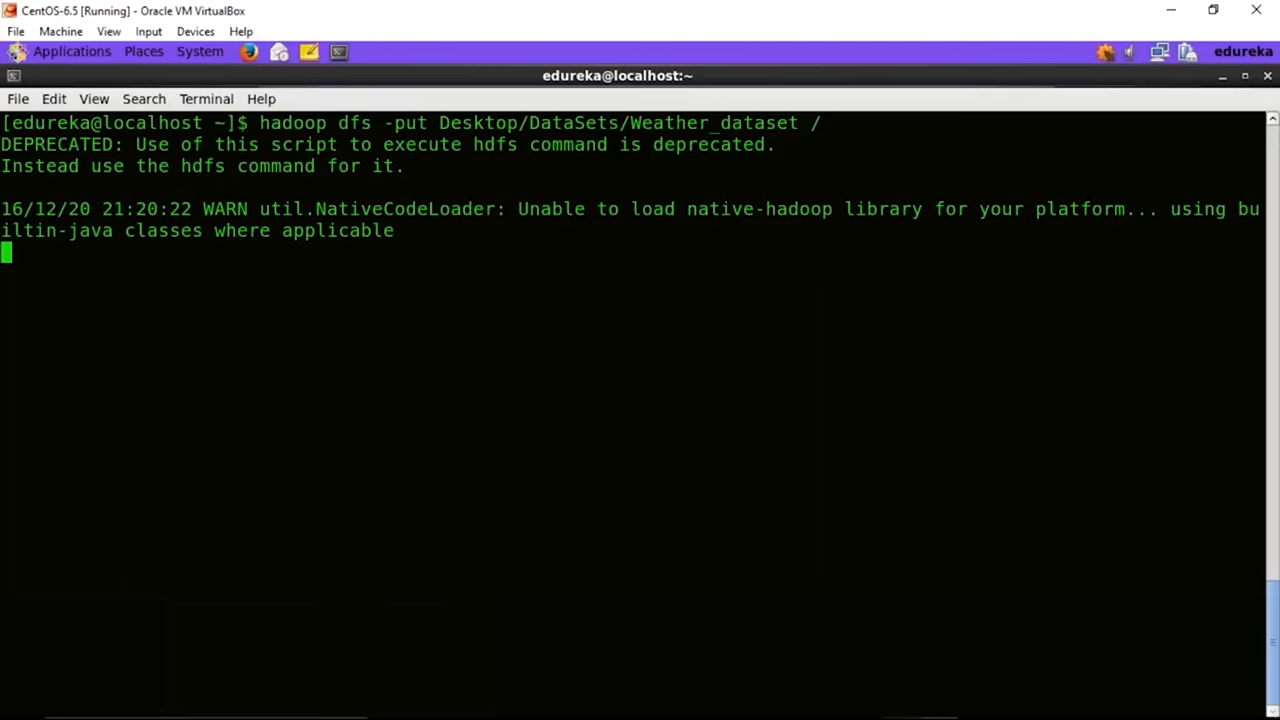 CentOS-6.5 [Running] - Oracle VM VirtualBox
File Machine View Input Devices Help
Applications Places System edureka
edureka@localhost:~
File Edit View Search Terminal Help
[edureka@localhost ~]$ hadoop dfs -put Desktop/DataSets/Weather_dataset /
DEPRECATED: Use of this script to execute hdfs command is deprecated.
Instead use the hdfs command for it.
16/12/20 21:20:22 WARN util.NativeCodeLoader: Unable to load native-hadoop library for your platform... using bu
iltin-java classes where applicable